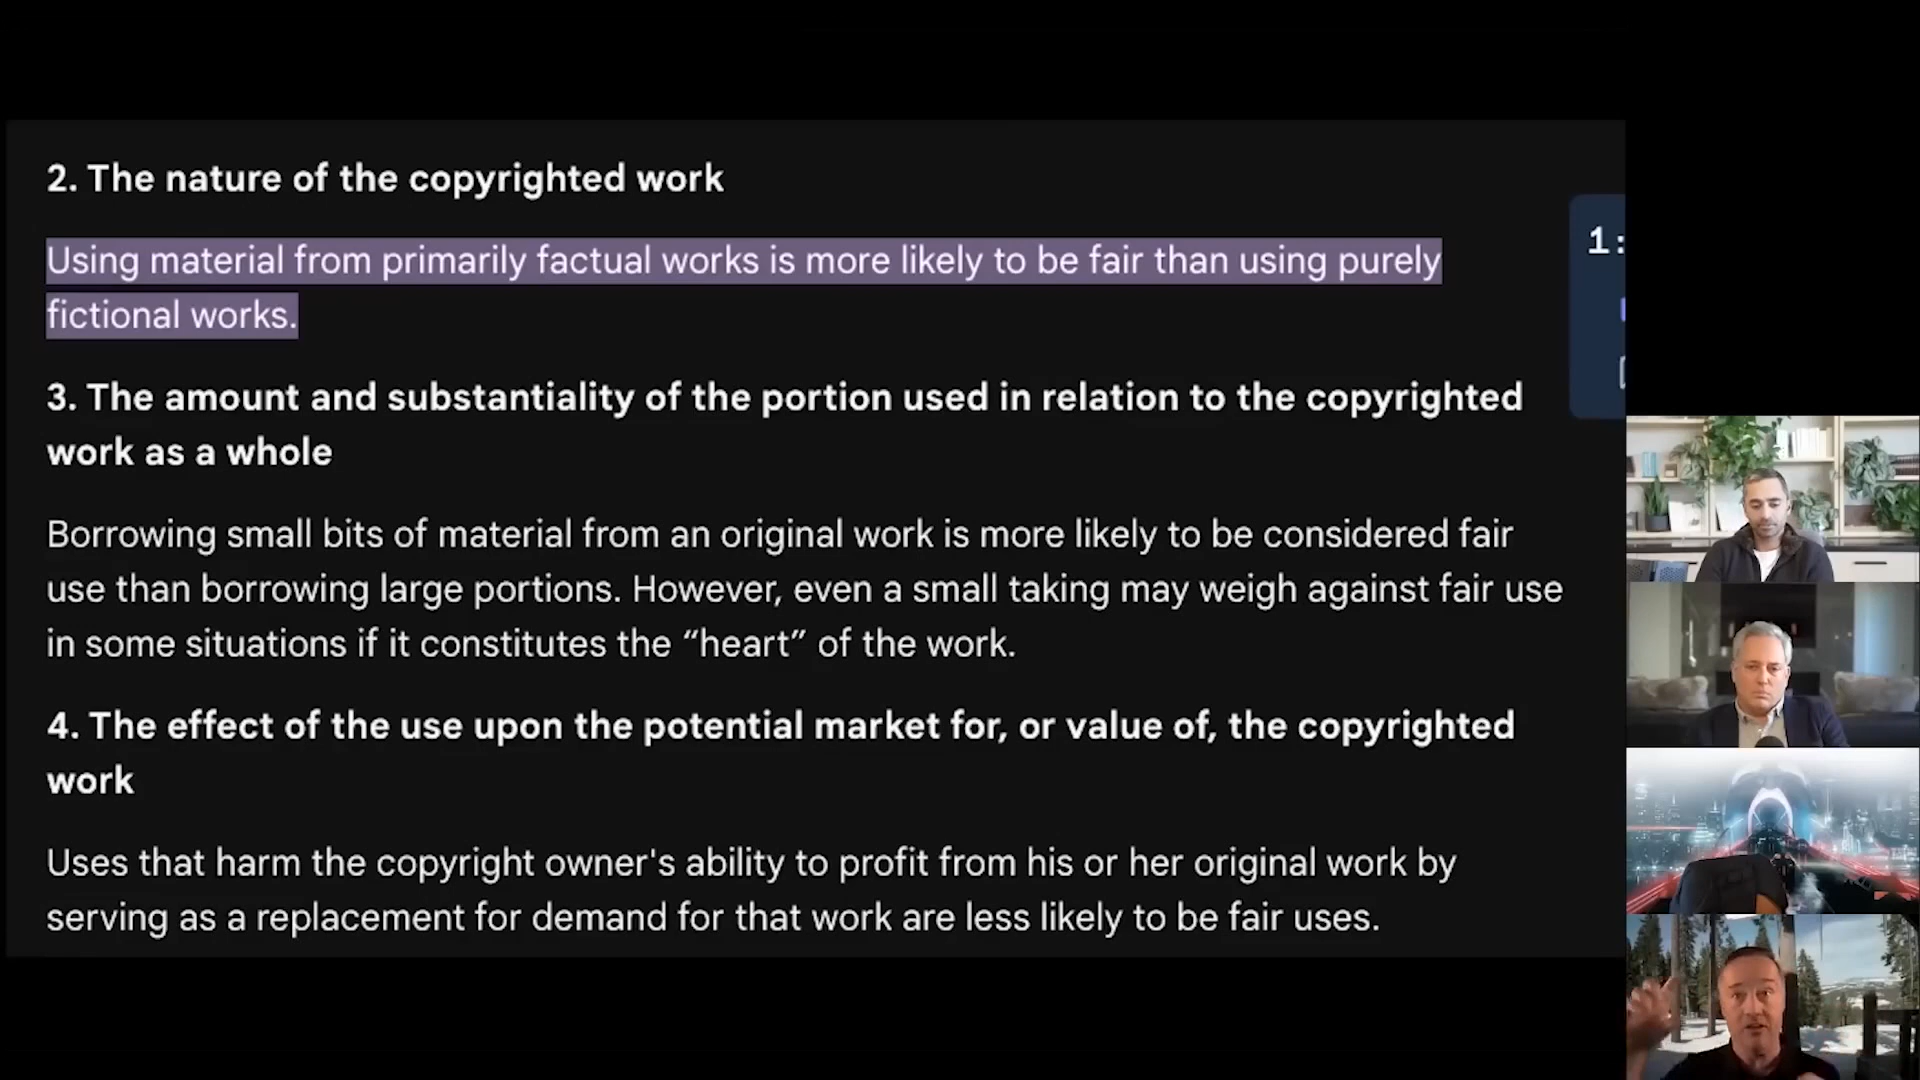 2. The nature of the copyrighted work
Using material from primarily factual works is more likely to be fair than using purely
fictional works.
1:
3. The amount and substantiality of the portion used in relation to the copyrighted
work as a whole
Borrowing small bits of material from an original work is more likely to be considered fair
use than borrowing large portions. However, even a small taking may weigh against fair use
in some situations if it constitutes the “heart” of the work.
4. The effect of the use upon the potential market for, or value of, the copyrighted
work
Uses that harm the copyright owner's ability to profit from his or her original work by
serving as a replacement for demand for that work are less likely to be fair uses.